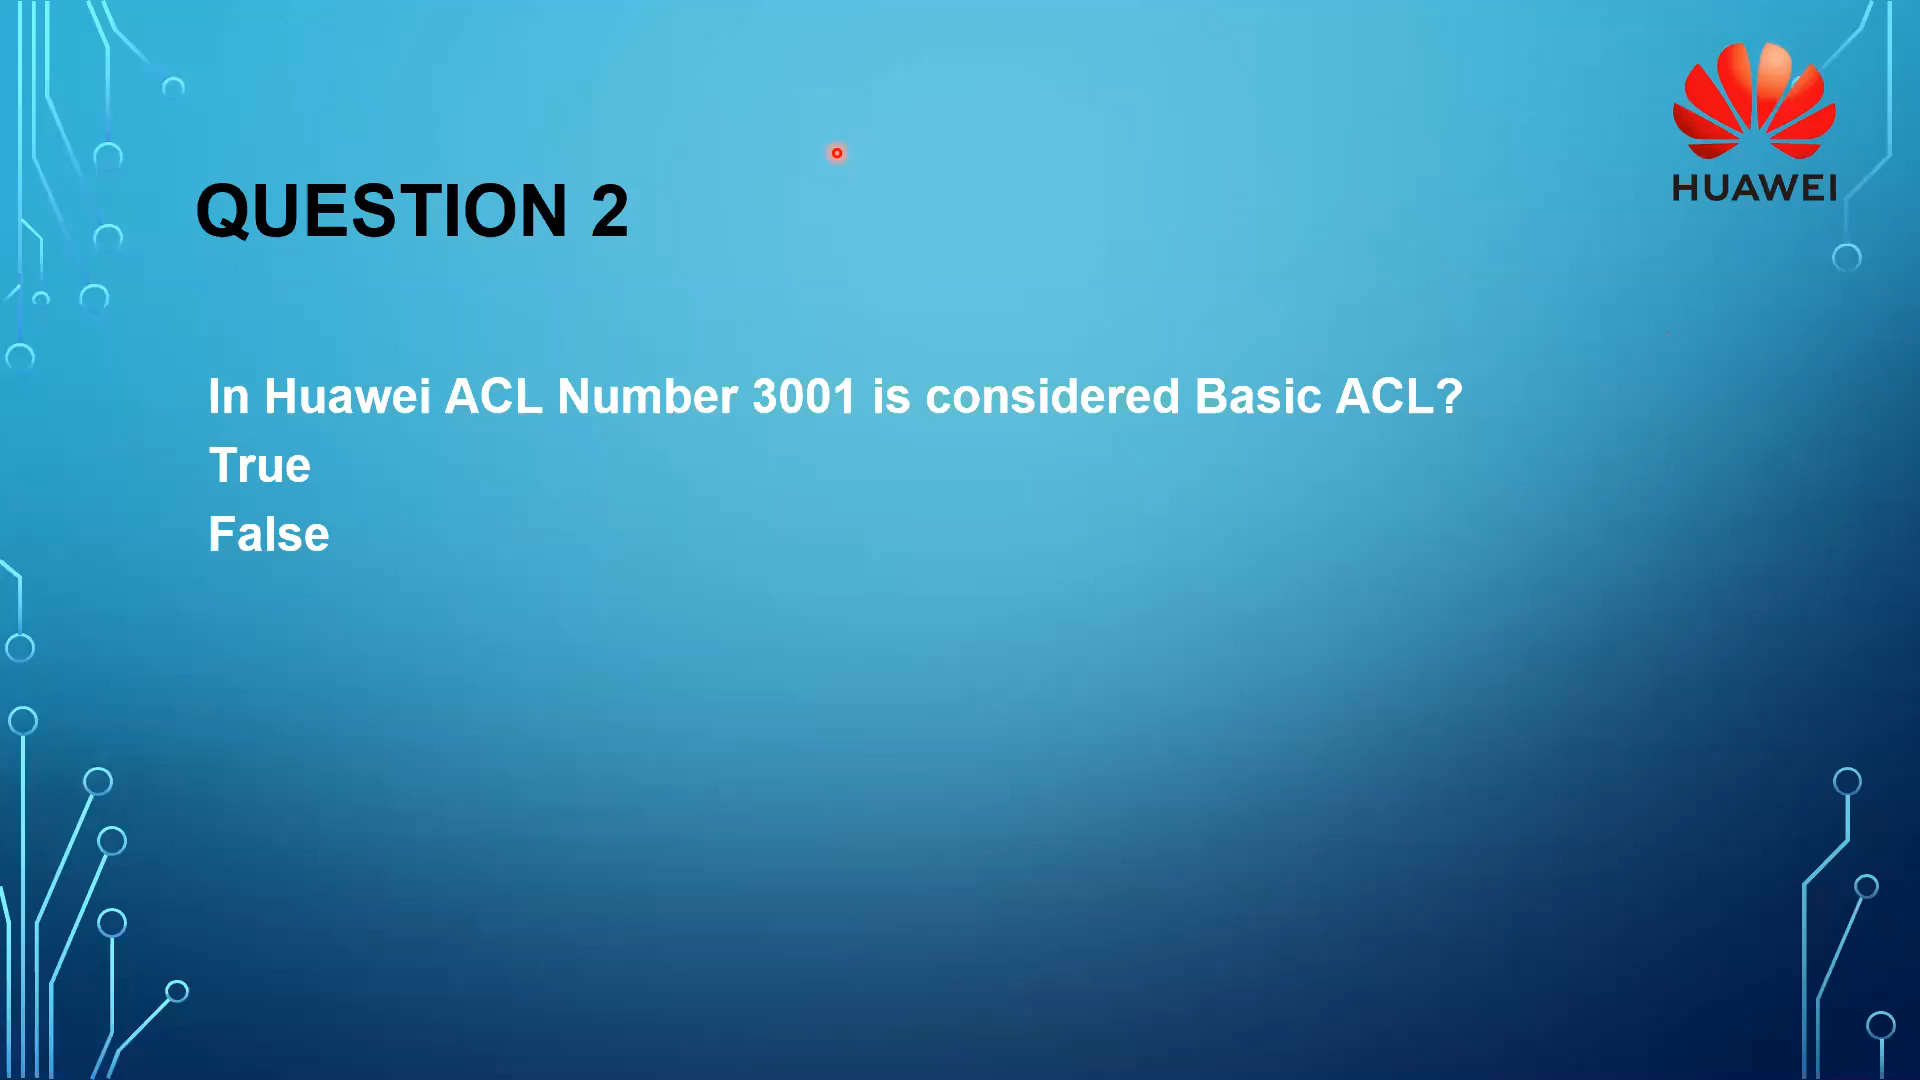 HUAWEI
QUESTION 2
In Huawei ACL Number 3001 is considered Basic ACL?
True
False